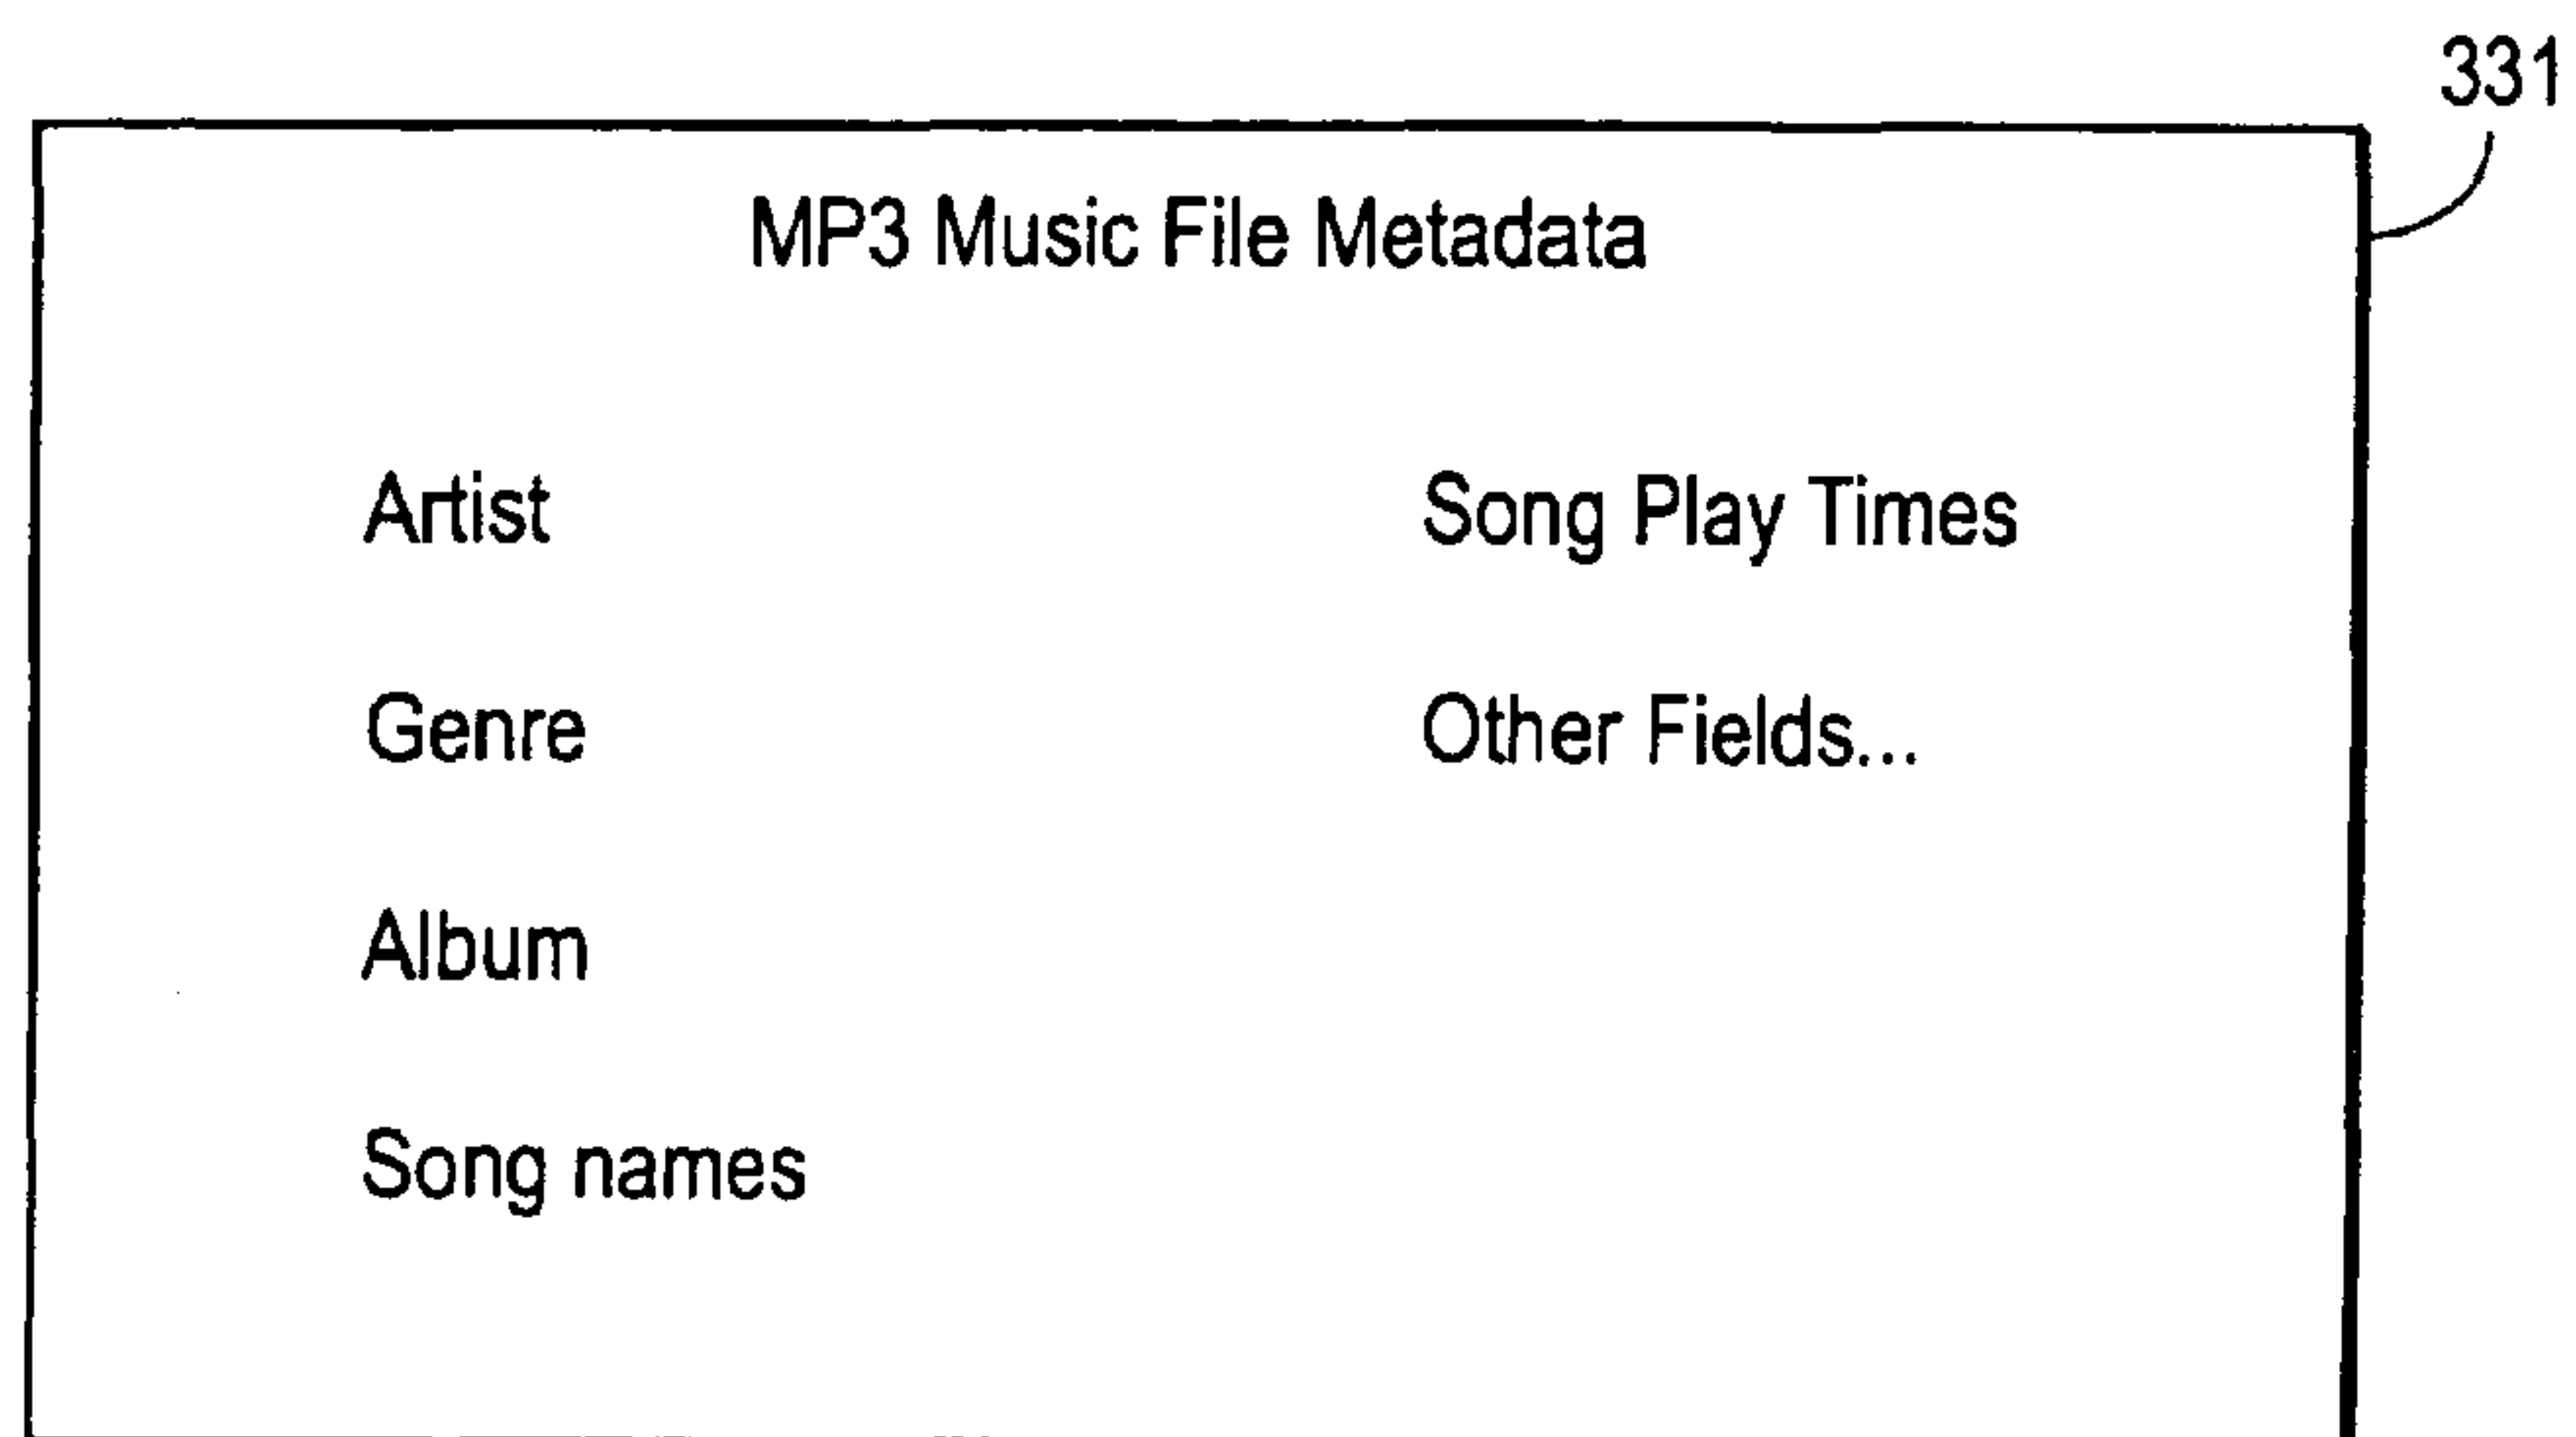 331
MP3 Music File Metadata
Artist
Genre
Album
Song names
Song Play Times
Other Fields...